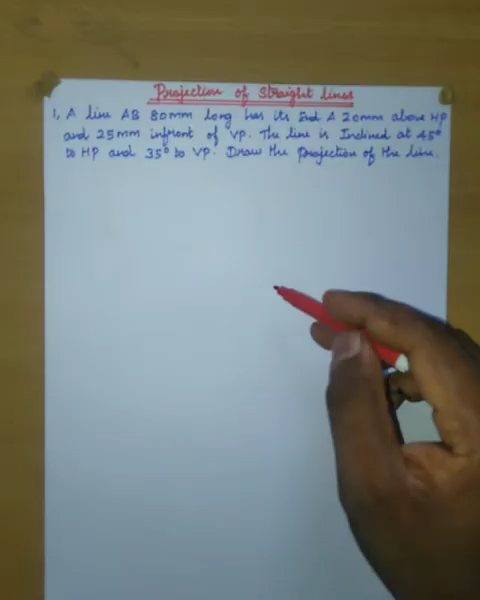 Projection of Straight lines
1, A line AB 80mm long has its End A 20mm above HP
and 25mm infront of VP. The line is Inclined at 45°
to HP and 35° to VP. Draw the projection of the line.